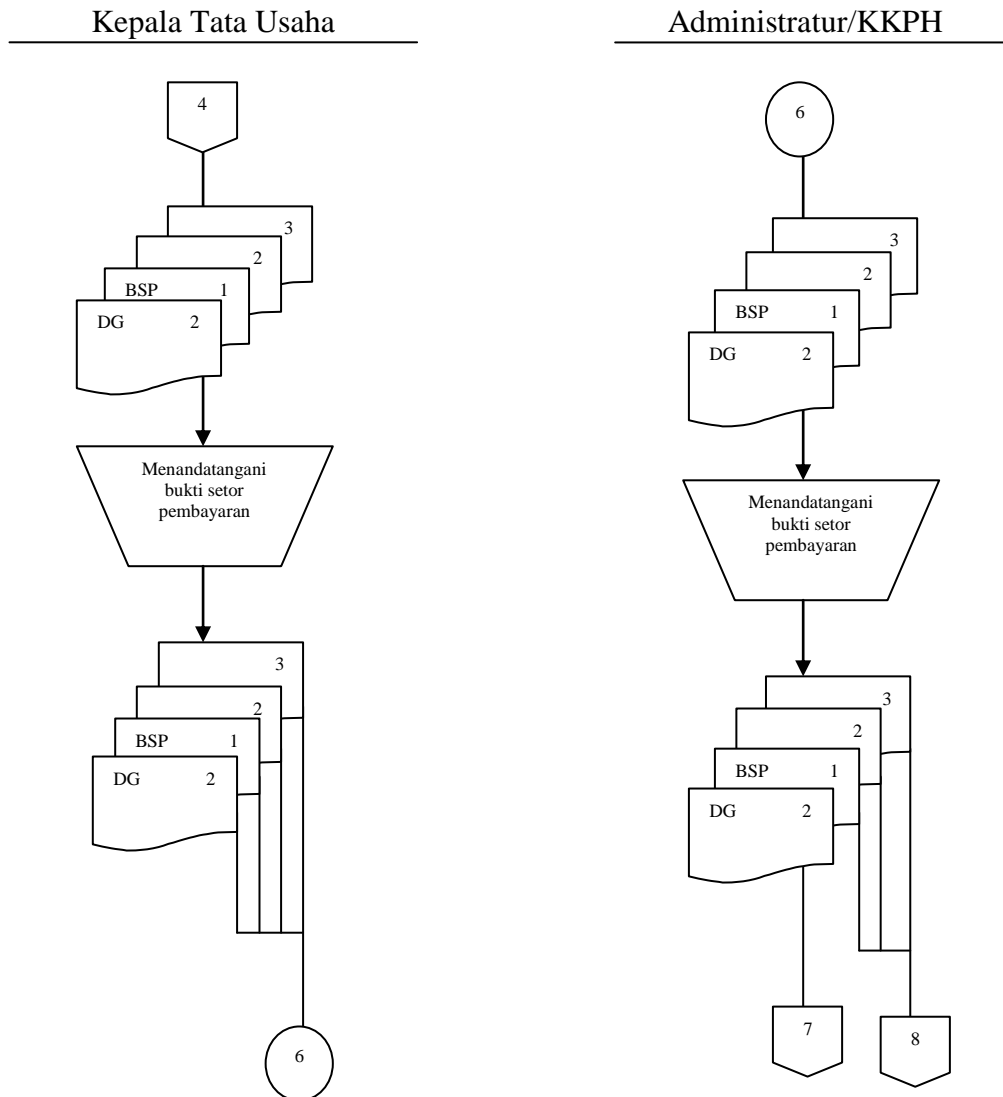 Kepala Tata Usaha
4
3
2
BSP 1
DG 2
Menandatangani
bukti setor
pembayaran
3
2
BSP 1
DG 2
6
Administratur/KKPH
6
3
2
BSP 1
DG 2
Menandatangani
bukti setor
pembayaran
3
2
BSP 1
DG 2
7
8